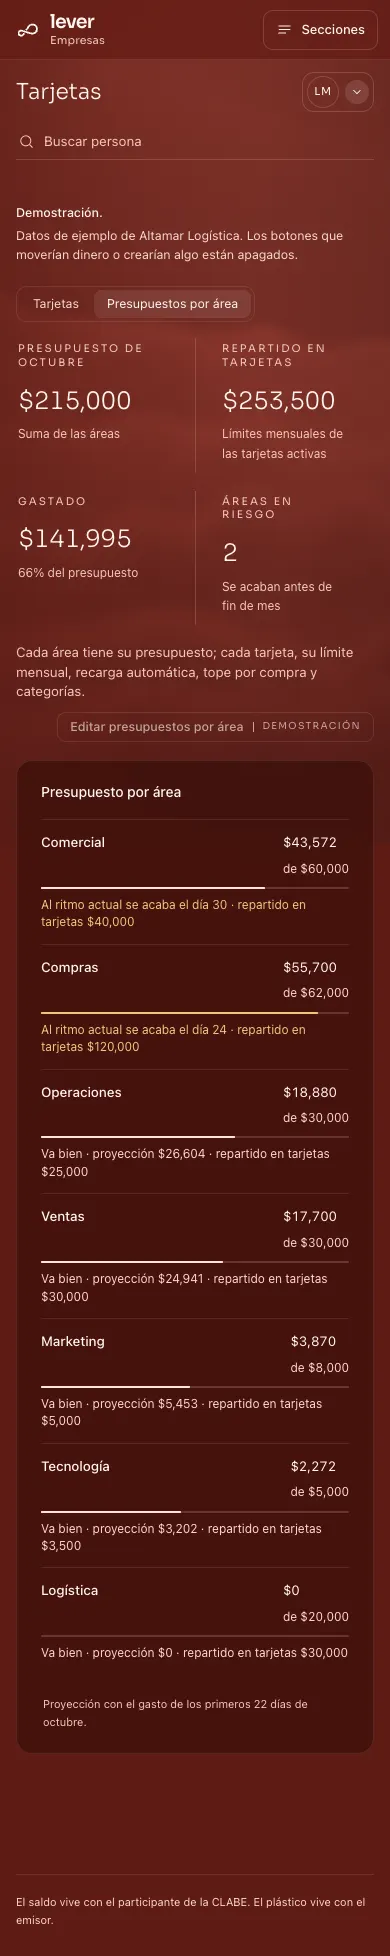 lever
Empresas
Secciones
Tarjetas
LM
Buscar persona
Demostración.
Datos de ejemplo de Altamar Logística. Los botones que
moverían dinero o crearían algo están apagados.
Tarjetas
Presupuestos por área
PRESUPUESTO DE
OCTUBRE
$215,000
Suma de las áreas
REPARTIDO EN
TARJETAS
$253,500
Límites mensuales de
las tarjetas activas
GASTADO
$141,995
66% del presupuesto
ÁREAS EN
RIESGO
2
Se acaban antes de
fin de mes
Cada área tiene su presupuesto; cada tarjeta, su límite
mensual, recarga automática, tope por compra y
categorías.
Editar presupuestos por área | DEMOSTRACIÓN
Presupuesto por área
Comercial $43,572
de $60,000
Al ritmo actual se acaba el día 30 · repartido en
tarjetas $40,000
Compras $55,700
de $62,000
Al ritmo actual se acaba el día 24 · repartido en
tarjetas $120,000
Operaciones $18,880
de $30,000
Va bien · proyección $26,604 · repartido en tarjetas
$25,000
Ventas $17,700
de $30,000
Va bien · proyección $24,941 · repartido en tarjetas
$30,000
Marketing $3,870
de $8,000
Va bien · proyección $5,453 · repartido en tarjetas
$5,000
Tecnología $2,272
de $5,000
Va bien · proyección $3,202 · repartido en tarjetas
$3,500
Logística $0
de $20,000
Va bien · proyección $0 · repartido en tarjetas $30,000
Proyección con el gasto de los primeros 22 días de
octubre.
El saldo vive con el participante de la CLABE. El plástico vive con el
emisor.